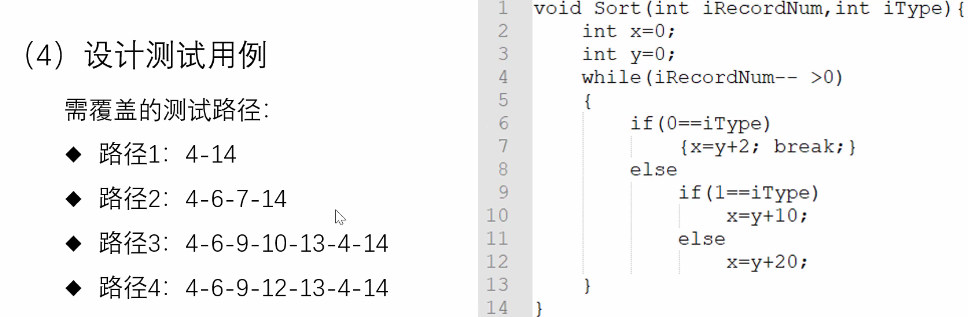 （4）设计测试用例
需覆盖的测试路径：
◆ 路径1：4-14
◆ 路径2：4-6-7-14
◆ 路径3：4-6-9-10-13-4-14
◆ 路径4：4-6-9-12-13-4-14
1 void Sort(int iRecordNum,int iType){
2 int x=0;
3 int y=0;
4 while(iRecordNum-- >0)
5 {
6 if(0==iType)
7 {x=y+2; break;}
8 else
9 if(1==iType)
10 x=y+10;
11 else
12 x=y+20;
13 }
14 }